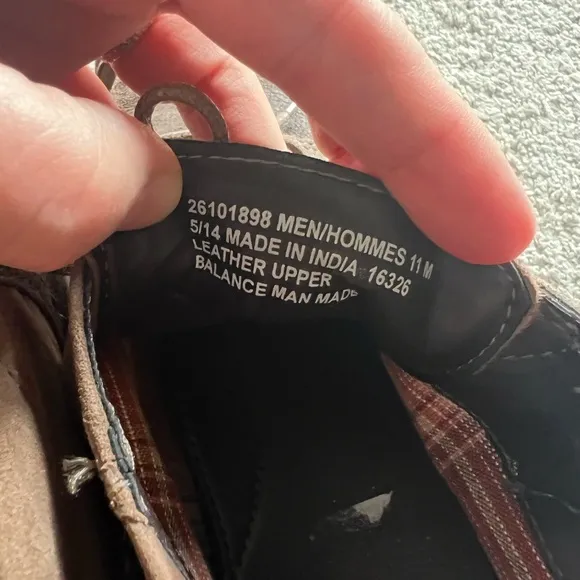 26101898 MEN/HOMMES 11 M
5/14 MADE IN INDIA 16326
LEATHER UPPER
BALANCE MAN MADE